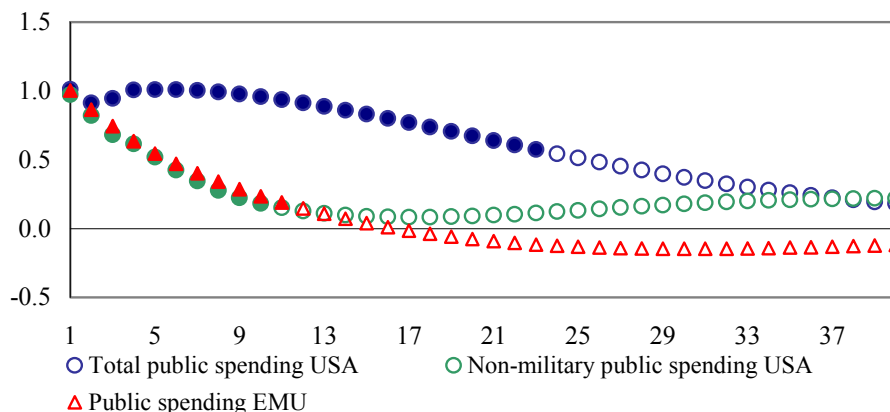 1.5
1.0
0.5
0.0
-0.5
1 5 9 13 17 21 25 29 33 37
Total public spending USA Non-military public spending USA
Public spending EMU